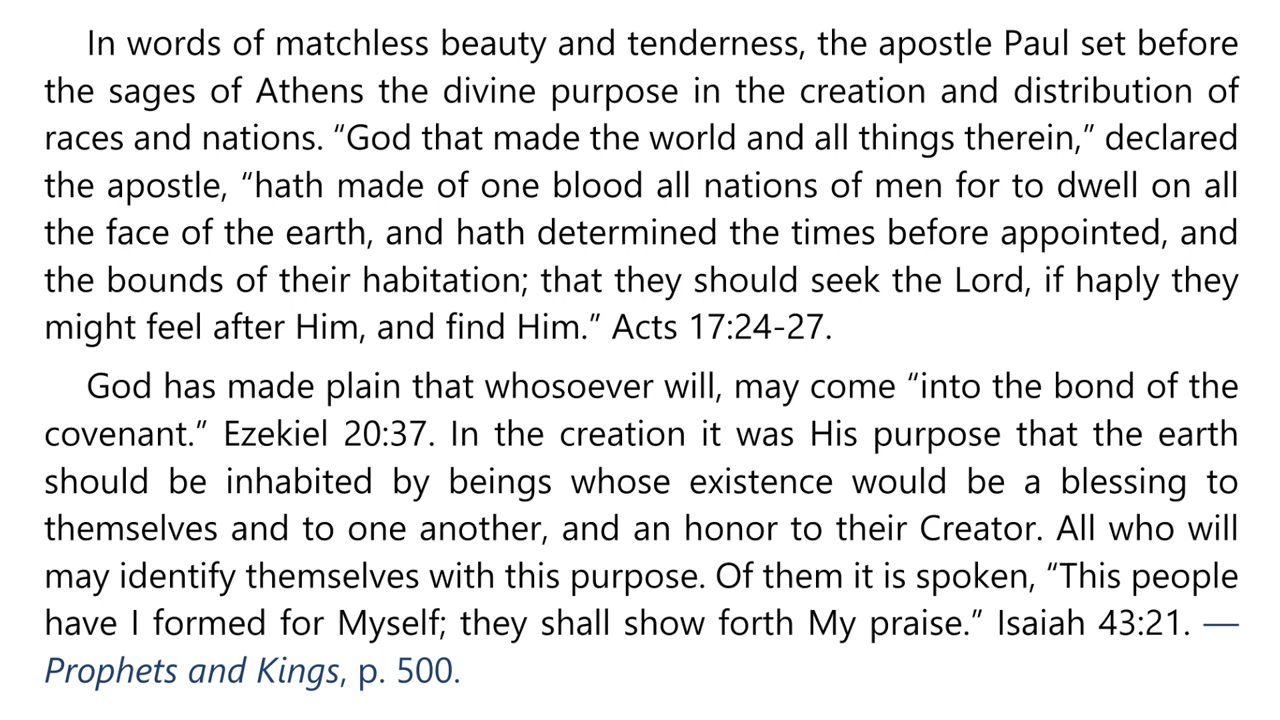 In words of matchless beauty and tenderness, the apostle Paul set before
the sages of Athens the divine purpose in the creation and distribution of
races and nations. “God that made the world and all things therein,” declared
the apostle, “hath made of one blood all nations of men for to dwell on all
the face of the earth, and hath determined the times before appointed, and
the bounds of their habitation; that they should seek the Lord, if haply they
might feel after Him, and find Him.” Acts 17:24-27.
God has made plain that whosoever will, may come “into the bond of the
covenant.” Ezekiel 20:37. In the creation it was His purpose that the earth
should be inhabited by beings whose existence would be a blessing to
themselves and to one another, and an honor to their Creator. All who will
may identify themselves with this purpose. Of them it is spoken, “This people
have I formed for Myself; they shall show forth My praise.” Isaiah 43:21. —
Prophets and Kings, p. 500.